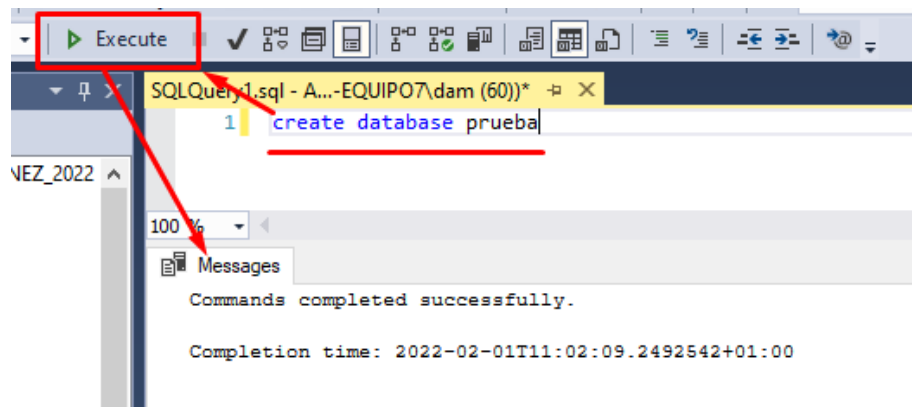 Execute
SQLQuery1.sql - A...-EQUIPO7\dam (60))*
1 create database prueba
NEZ_2022
100 %
Messages
Commands completed successfully.
Completion time: 2022-02-01T11:02:09.2492542+01:00